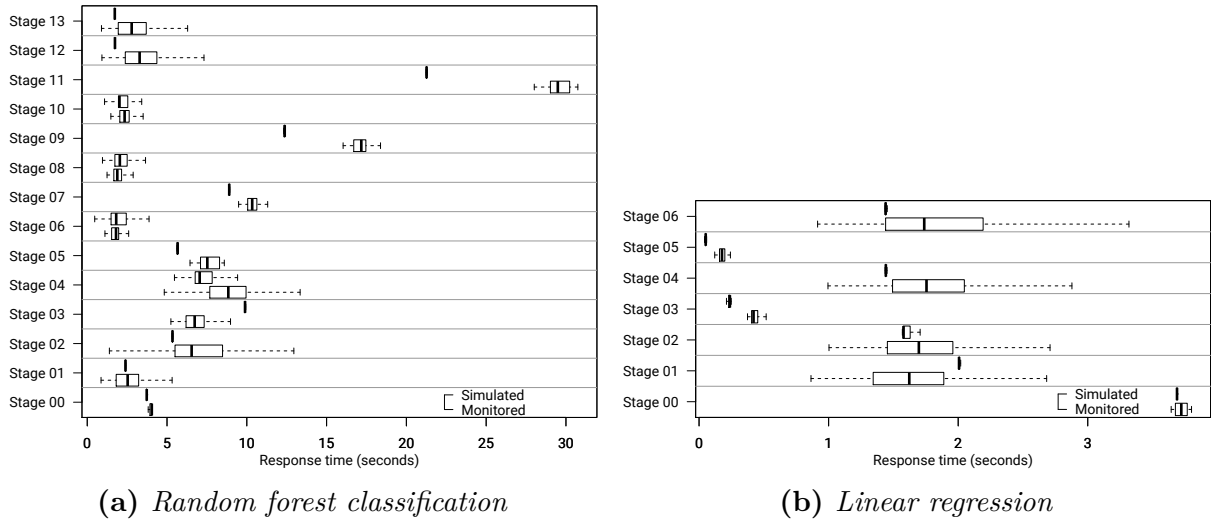 Stage 13
Stage 12
Stage 11
Stage 10
Stage 09
Stage 08
Stage 07
Stage 06
Stage 05
Stage 04
Stage 03
Stage 02
Stage 01
Stage 00
Simulated
Monitored
0 5 10 15 20 25 30
Response time (seconds)
(a) Random forest classification
Stage 06
Stage 05
Stage 04
Stage 03
Stage 02
Stage 01
Stage 00
Simulated
Monitored
0 1 2 3
Response time (seconds)
(b) Linear regression